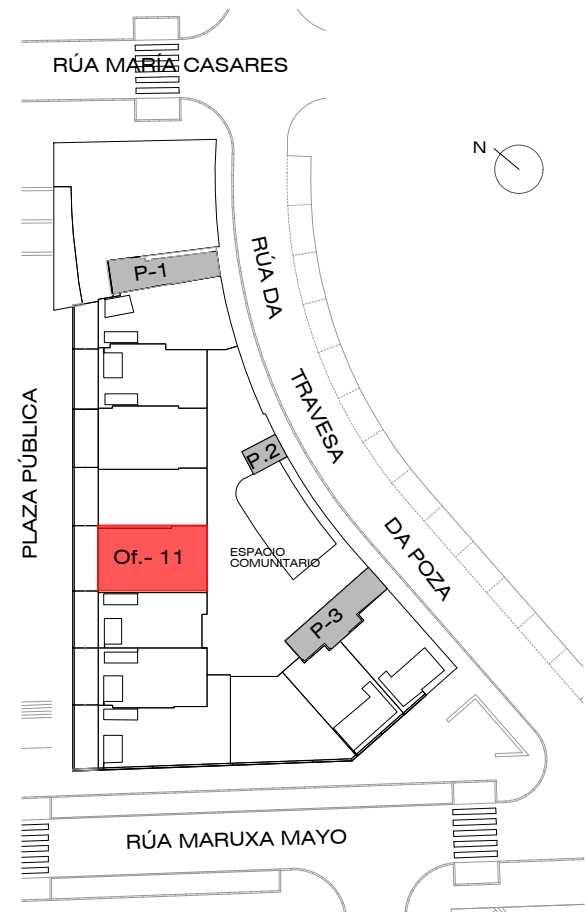 RÚA MARÍA CASARES
N
P-1
RÚA DA
TRAVESA
DA POZA
PLAZA PÚBLICA
P.2
Of.- 11
ESPACIO
COMUNITARIO
P-3
RÚA MARUXA MAYO